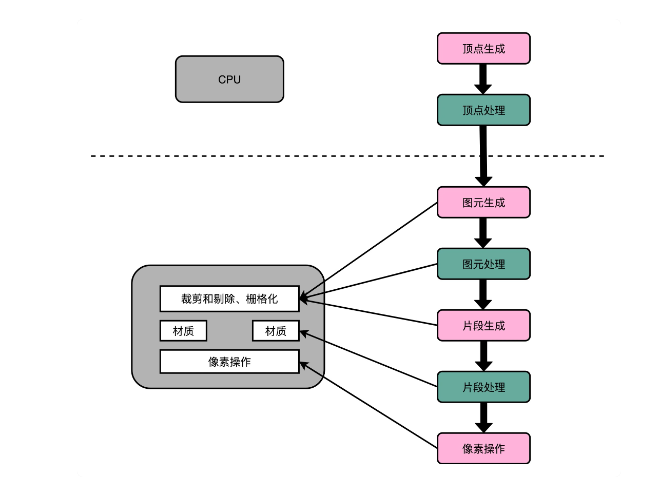 CPU
裁剪和剔除、栅格化
材质
材质
像素操作
顶点生成
顶点处理
图元生成
图元处理
片段生成
片段处理
像素操作